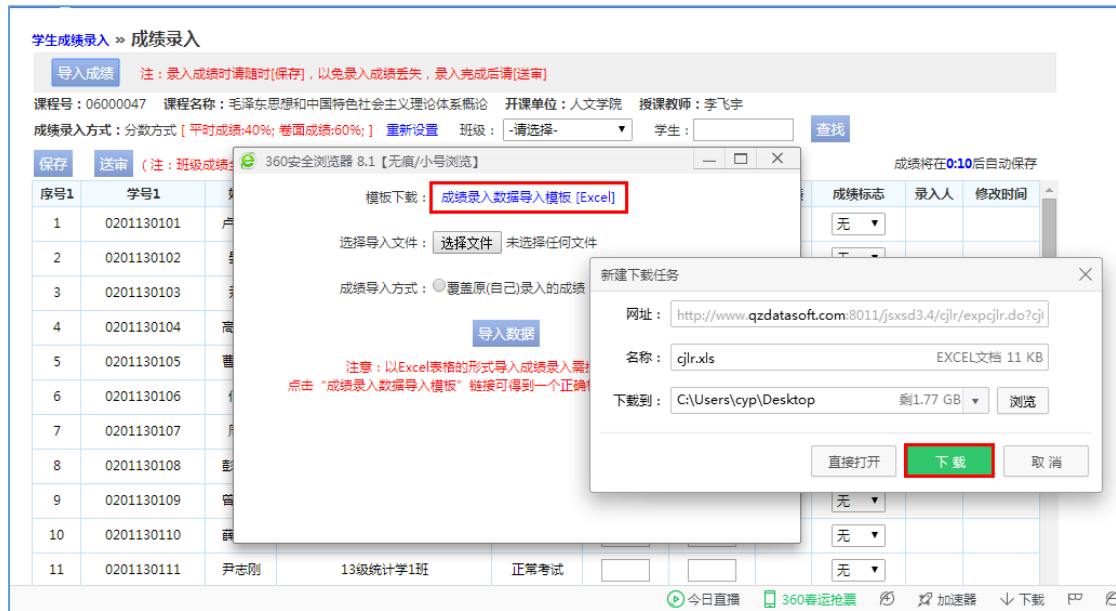 学生成绩录入 » 成绩录入
导入成绩 注：录入成绩时请随时[保存]，以免录入成绩丢失，录入完成后请[送审]
课程号：06000047 课程名称：毛泽东思想和中国特色社会主义理论体系概论 开课单位：人文学院 授课教师：李飞宇
成绩录入方式：分数方式 [ 平时成绩:40%; 卷面成绩:60%; ] 重新设置 班级： -请选择- ▼ 学生： 查找
保存 送审 （注：班级成绩 成绩将在0:10后自动保存
360安全浏览器 8.1【无痕/小号浏览】
模板下载： 成绩录入数据导入模板 [Excel]
选择导入文件： 选择文件 未选择任何文件
成绩导入方式： 覆盖原(自己)录入的成绩
导入数据
注意：以Excel表格的形式导入成绩录入需
点击“成绩录入数据导入模板”链接可得到一个正确
新建下载任务
网址： http://www.qzdatasoft.com:8011/jsxsd3.4/cjlr/expcjlr.do?cj
名称： cjlr.xls EXCEL文档 11 KB
下载到： C:\Users\cyp\Desktop 剩1.77 GB ▼ 浏览
直接打开 下载 取消
序号1 学号1 成绩标志 录入人 修改时间
1 0201130101 卢 无 ▼
2 0201130102 无 ▼
3 0201130103
4 0201130104 高
5 0201130105 曹
6 0201130106
7 0201130107
8 0201130108 彭
9 0201130109 曾 无 ▼
10 0201130110 薛 无 ▼
11 0201130111 尹志刚 13级统计学1班 正常考试 无 ▼
今日直播 360春运抢票 加速器 下载